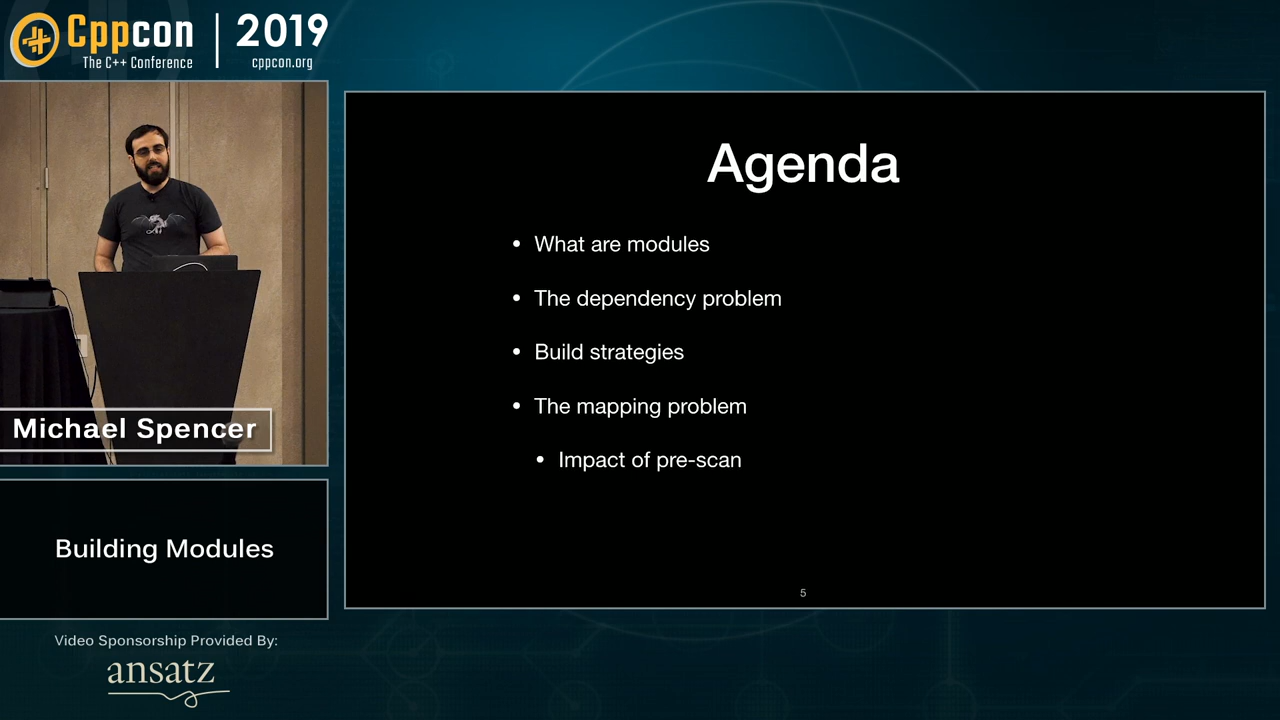 Cppcon
The C++ Conference
2019
cppcon.org
Michael Spencer
Building Modules
Video Sponsorship Provided By:
ansatz
Agenda
• What are modules
• The dependency problem
• Build strategies
• The mapping problem
• Impact of pre-scan
5